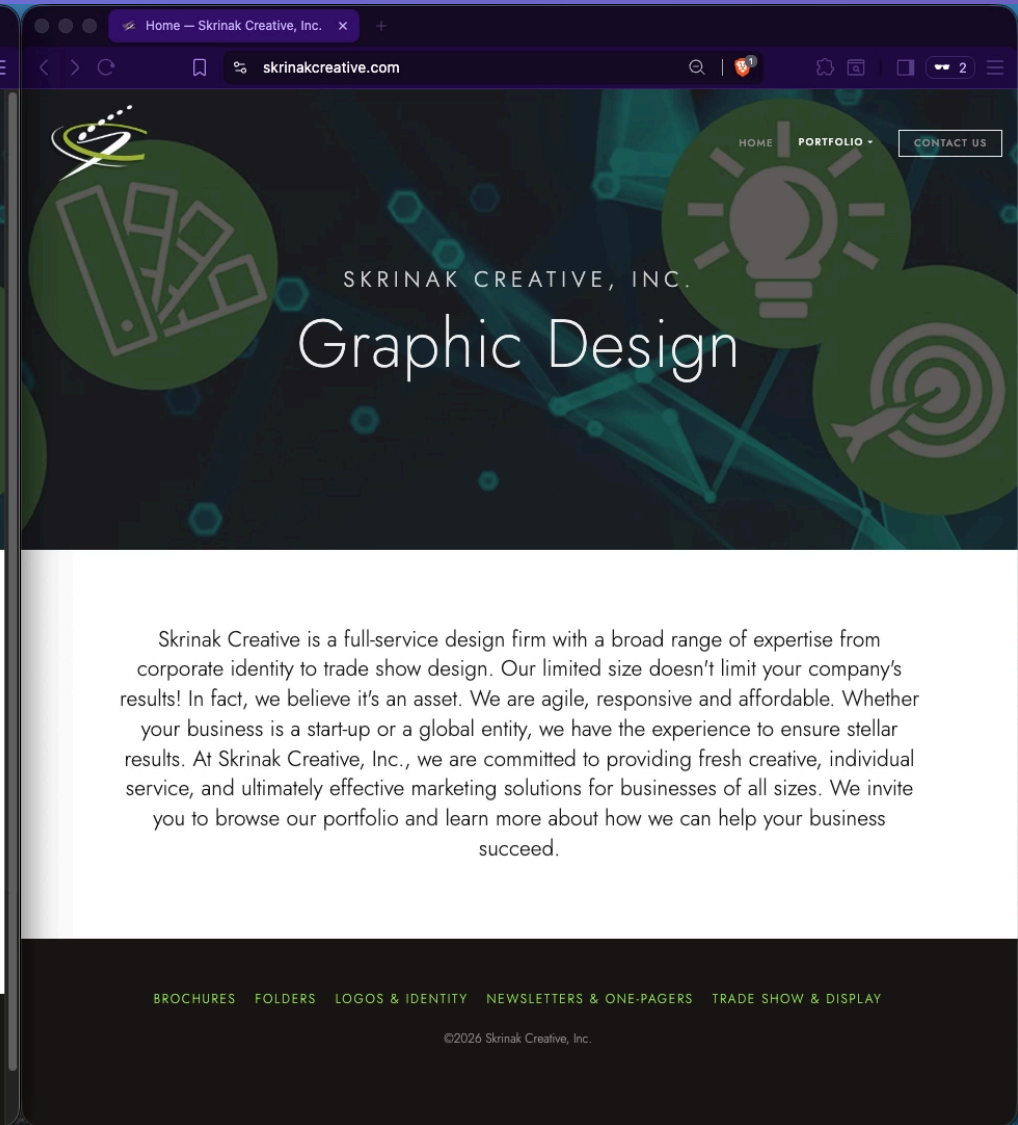 Home — Skrinak Creative, Inc.
skrinakcreative.com
1
2
HOME
PORTFOLIO
CONTACT US
SKRINAK CREATIVE, INC.
Graphic Design
Skrinak Creative is a full-service design firm with a broad range of expertise from
corporate identity to trade show design. Our limited size doesn't limit your company's
results! In fact, we believe it's an asset. We are agile, responsive and affordable. Whether
your business is a start-up or a global entity, we have the experience to ensure stellar
results. At Skrinak Creative, Inc., we are committed to providing fresh creative, individual
service, and ultimately effective marketing solutions for businesses of all sizes. We invite
you to browse our portfolio and learn more about how we can help your business
succeed.
BROCHURES FOLDERS LOGOS & IDENTITY NEWSLETTERS & ONE-PAGERS TRADE SHOW & DISPLAY
©2026 Skrinak Creative, Inc.